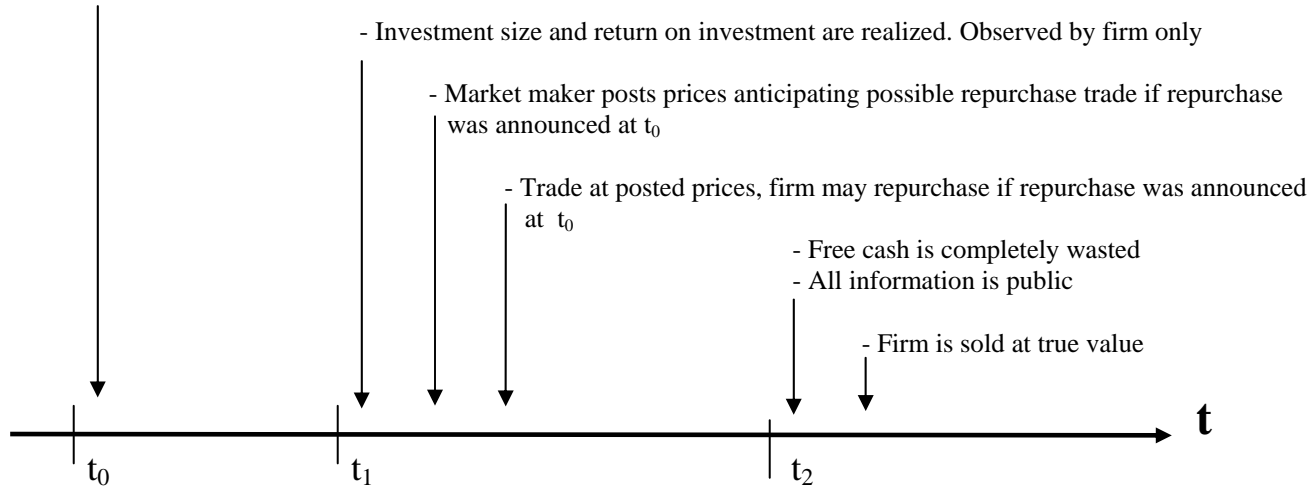 - Investment size and return on investment are realized. Observed by firm only
- Market maker posts prices anticipating possible repurchase trade if repurchase
was announced at t₀
- Trade at posted prices, firm may repurchase if repurchase was announced
at t₀
- Free cash is completely wasted
- All information is public
- Firm is sold at true value
t
t₀ t₁ t₂